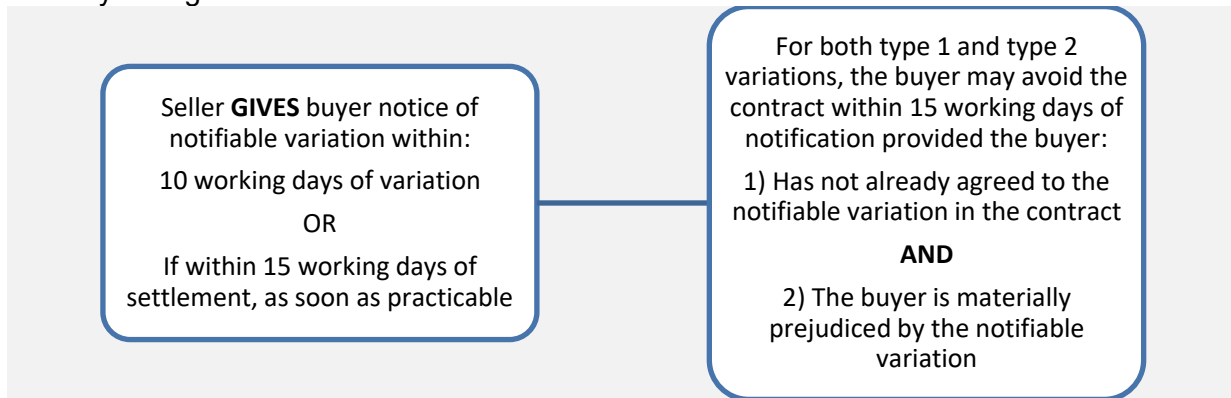 Seller GIVES buyer notice of
notifiable variation within:
10 working days of variation
OR
If within 15 working days of
settlement, as soon as practicable
For both type 1 and type 2
variations, the buyer may avoid the
contract within 15 working days of
notification provided the buyer:
1) Has not already agreed to the
notifiable variation in the contract
AND
2) The buyer is materially
prejudiced by the notifiable
variation